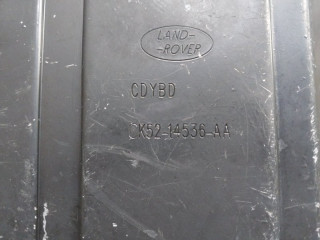 LAND-
-ROVER
CDYBD
CK52-14536-AA